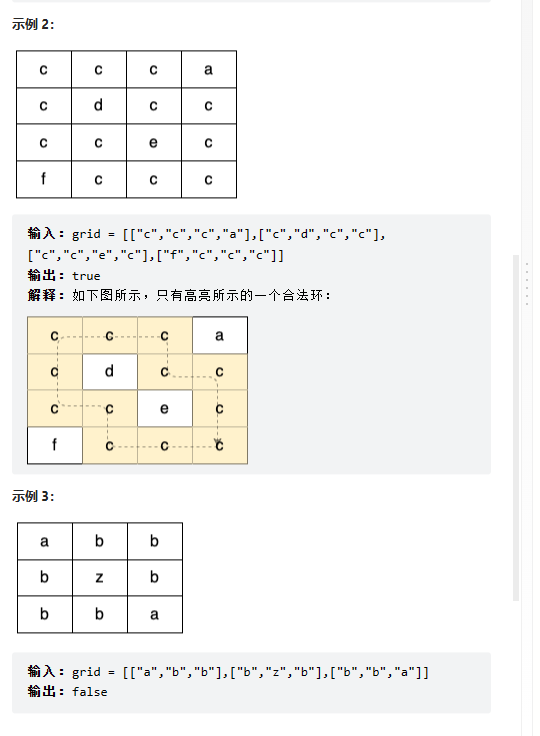 示例 2：
c c c a
c d c c
c c e c
f c c c
输入：grid = [["c","c","c","a"],["c","d","c","c"],
["c","c","e","c"],["f","c","c","c"]]
输出：true
解释：如下图所示，只有高亮所示的一个合法环：
c c c a
c d c c
c c e c
f c c c
示例 3：
a b b
b z b
b b a
输入：grid = [["a","b","b"],["b","z","b"],["b","b","a"]]
输出：false